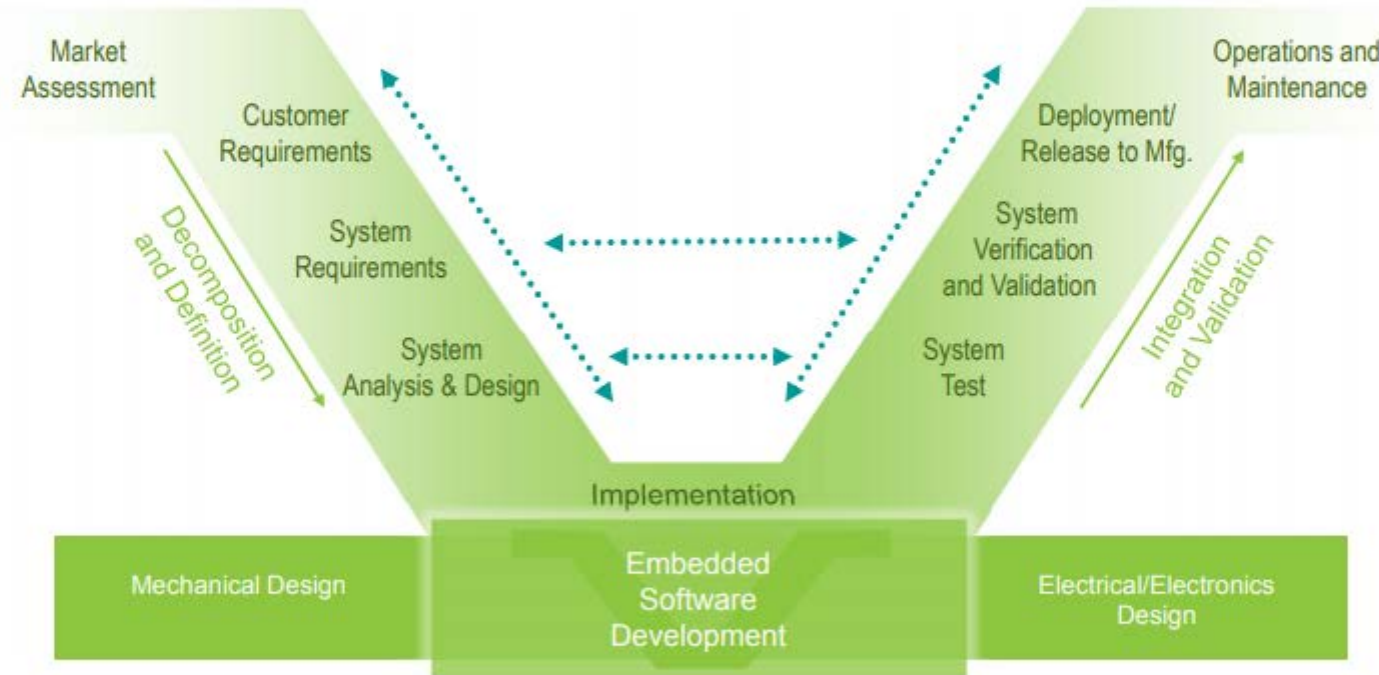 Market
Assessment
Customer
Requirements
System
Requirements
System
Analysis & Design
Decomposition
and Definition
Implementation
Operations and
Maintenance
Deployment/
Release to Mfg.
System
Verification
and Validation
System
Test
Integration
and Validation
Mechanical Design
Embedded
Software
Development
Electrical/Electronics
Design